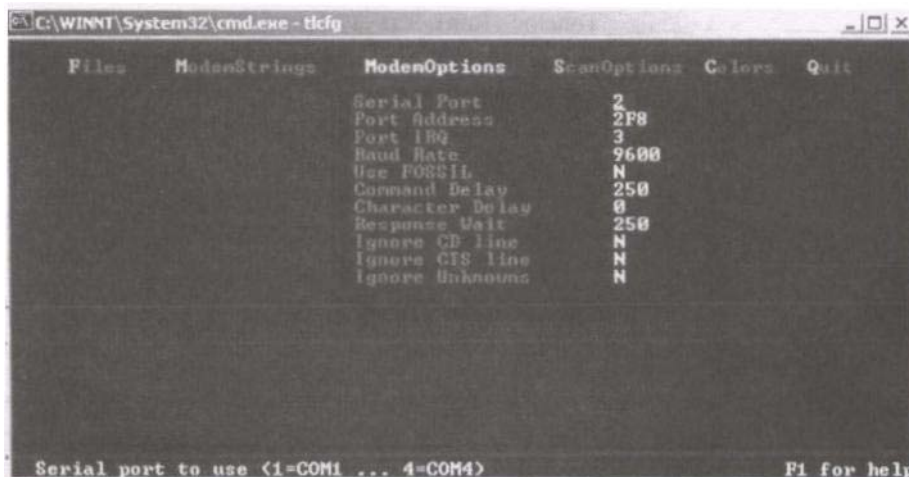 C:\WINNT\System32\cmd.exe - tlcfg
Files ModemStrings ModemOptions ScanOptions Colors Quit
Serial Port 2
Port Address 2F8
Port IRQ 3
Baud Rate 9600
Use FOSSIL N
Command Delay 250
Character Delay 0
Response Wait 250
Ignore CD line N
Ignore CTS line N
Ignore Unknowns N
Serial port to use <1=COM1 ... 4=COM4> F1 for help